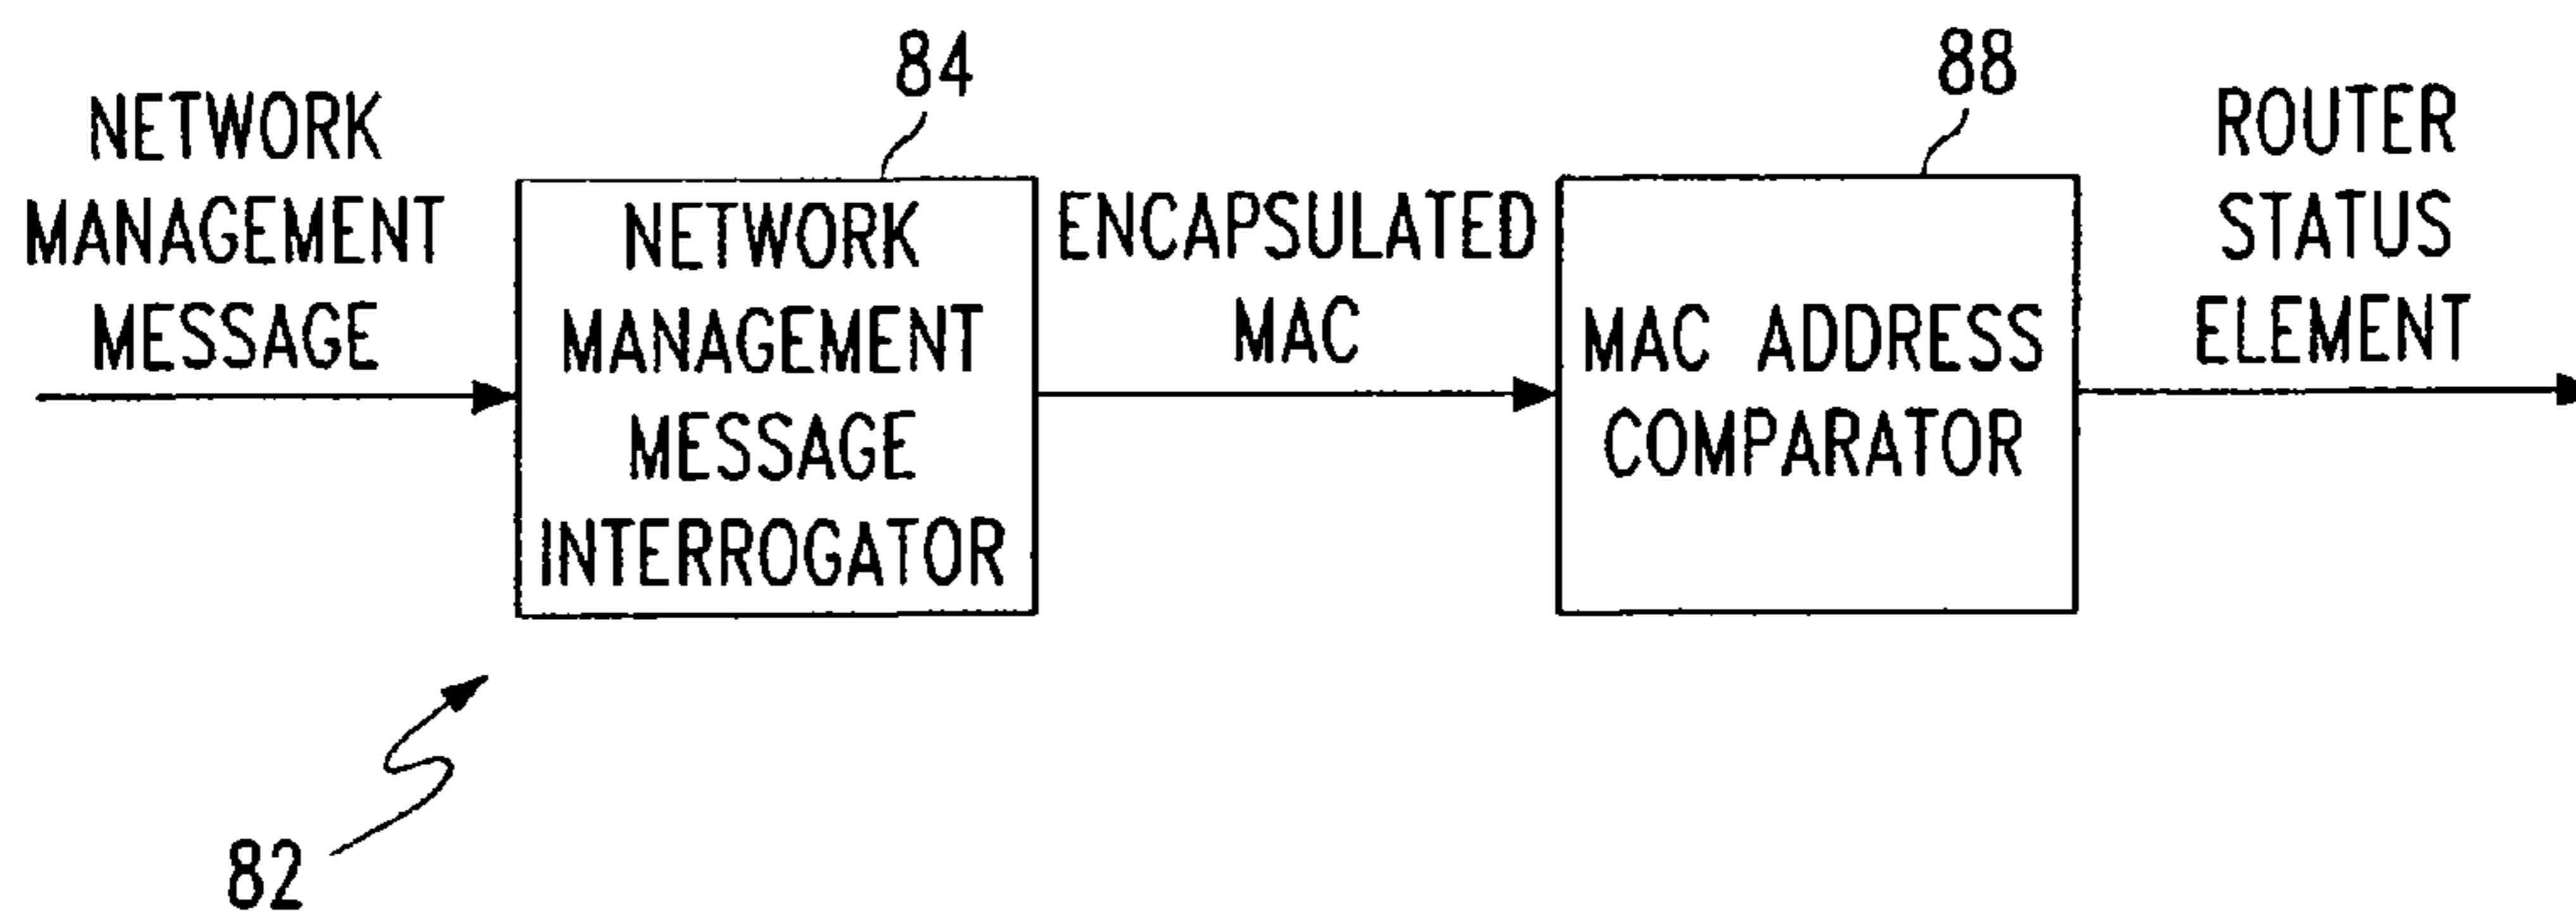 84
88
NETWORK
MANAGEMENT
MESSAGE
NETWORK
MANAGEMENT
MESSAGE
INTERROGATOR
ENCAPSULATED
MAC
MAC ADDRESS
COMPARATOR
ROUTER
STATUS
ELEMENT
82